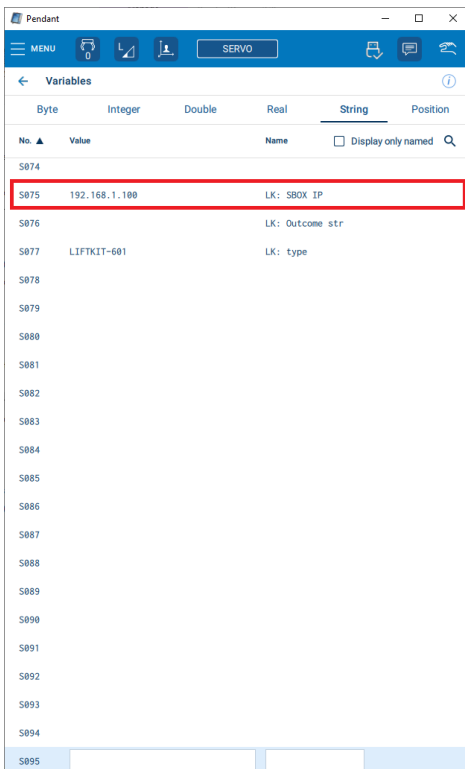 Pendant
MENU 0 SERVO
Variables
Byte Integer Double Real String Position
No. ▲ Value Name Display only named
S074
S075 192.168.1.100 LK: SBOX IP
S076 LK: Outcome str
S077 LIFTKIT-601 LK: type
S078
S079
S080
S081
S082
S083
S084
S085
S086
S087
S088
S089
S090
S091
S092
S093
S094
S095